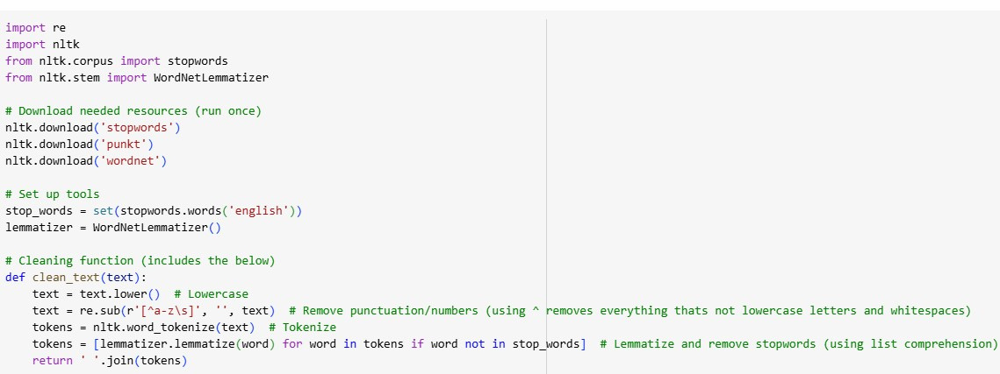 import re
import nltk
from nltk.corpus import stopwords
from nltk.stem import WordNetLemmatizer

# Download needed resources (run once)
nltk.download('stopwords')
nltk.download('punkt')
nltk.download('wordnet')

# Set up tools
stop_words = set(stopwords.words('english'))
lemmatizer = WordNetLemmatizer()

# Cleaning function (includes the below)
def clean_text(text):
    text = text.lower()  # Lowercase
    text = re.sub(r'[^a-z\s]', '', text)  # Remove punctuation/numbers (using ^ removes everything thats not lowercase letters and whitespaces)
    tokens = nltk.word_tokenize(text)  # Tokenize
    tokens = [lemmatizer.lemmatize(word) for word in tokens if word not in stop_words]  # Lemmatize and remove stopwords (using list comprehension)
    return ' '.join(tokens)